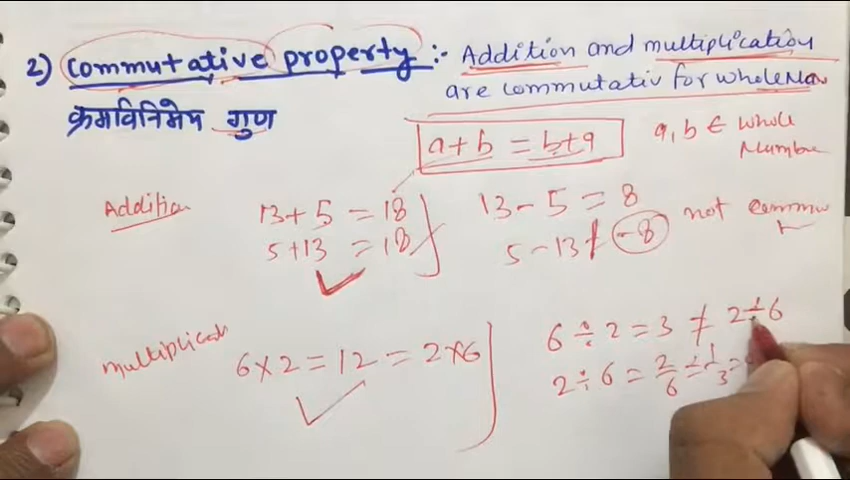 2) Commutative property :- Addition and multiplication
are commutativ for whole No
क्रमविनिमेय गुण
a+b = b+a
a, b ∈ whole
Numbe
Addition
13+5 = 18
5+13 = 18
13-5 = 8
5-13 ≠ -8
not commu
multiplicat
6×2=12=2×6
6÷2=3 ≠ 2÷6
2÷6 = 2/6 = 1/3 =